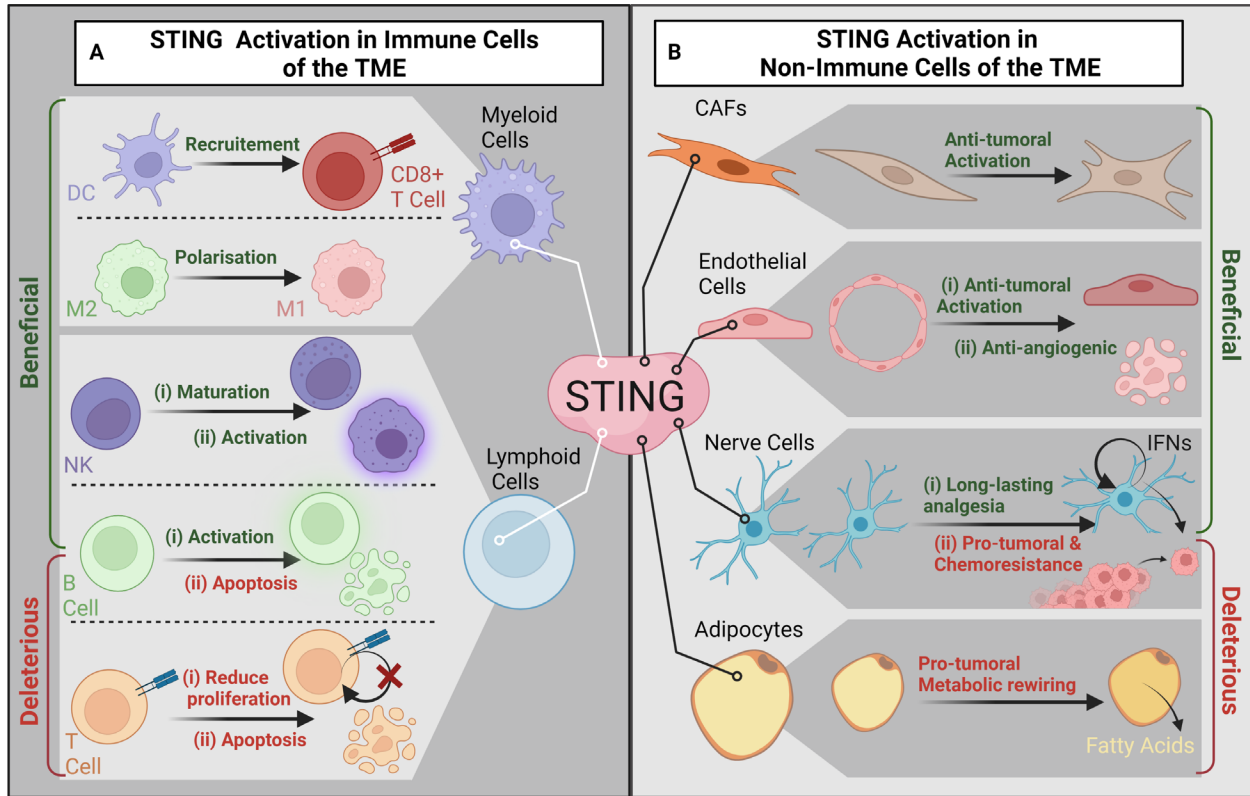 A
STING Activation in Immune Cells
of the TME
Beneficial
Deleterious
DC
Recruitement
CD8+
T Cell
M2
Polarisation
M1
Myeloid
Cells
NK
(i) Maturation
(ii) Activation
B
Cell
(i) Activation
(ii) Apoptosis
T
Cell
(i) Reduce
proliferation
(ii) Apoptosis
Lymphoid
Cells
STING
B
STING Activation in
Non-Immune Cells of the TME
CAFs
Anti-tumoral
Activation
Endothelial
Cells
(i) Anti-tumoral
Activation
(ii) Anti-angiogenic
Nerve Cells
(i) Long-lasting
analgesia
(ii) Pro-tumoral &
Chemoresistance
IFNs
Adipocytes
Pro-tumoral
Metabolic rewiring
Fatty Acids
Beneficial
Deleterious